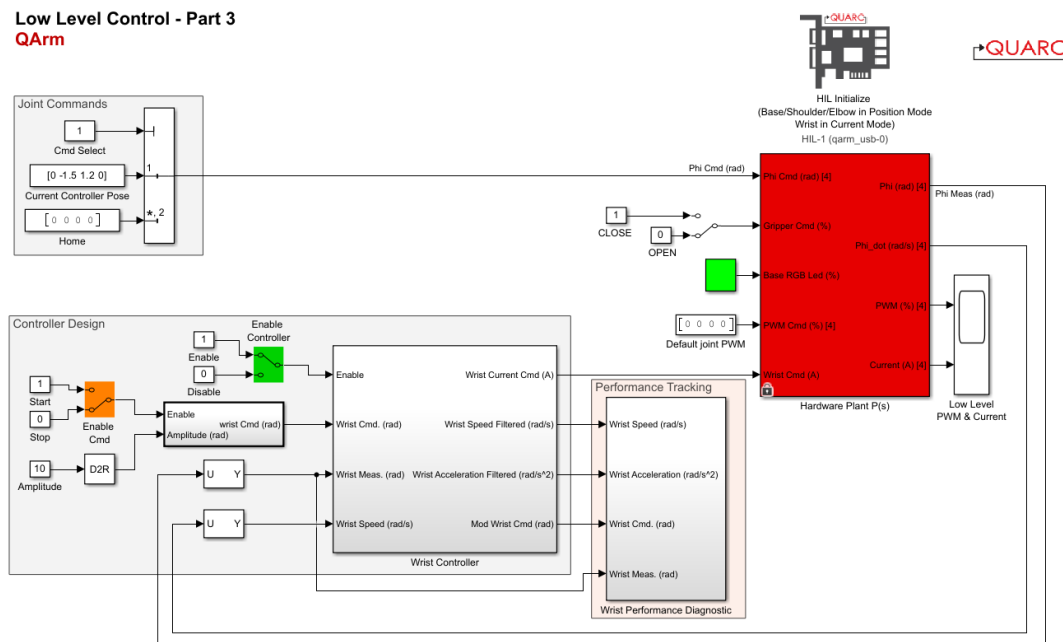 Low Level Control - Part 3
QArm
QUARC
QUARC
HIL Initialize
(Base/Shoulder/Elbow in Position Mode
Wrist in Current Mode)
HIL-1 (qarm_usb-0)
Joint Commands
1
Cmd Select
[0 -1.5 1.2 0]
Current Controller Pose
[ 0 0 0 0 ]
Home
1
*, 2
Phi Cmd (rad)
Phi Cmd (rad) [4]
Phi (rad) [4]
Phi Meas (rad)
1
CLOSE
0
OPEN
Gripper Cmd (%)
Phi_dot (rad/s) [4]
Base RGB Led (%)
PWM (%) [4]
[ 0 0 0 0 ]
Default joint PWM
PWM Cmd (%) [4]
Current (A) [4]
Wrist Cmd (A)
Hardware Plant P(s)
Low Level
PWM & Current
Controller Design
1
Enable
0
Disable
Enable
Controller
1
Start
0
Stop
Enable
Cmd
10
Amplitude
D2R
Enable
Amplitude (rad)
wrist Cmd (rad)
U Y
U Y
Enable
Wrist Current Cmd (A)
Wrist Cmd. (rad)
Wrist Speed Filtered (rad/s)
Wrist Meas. (rad)
Wrist Acceleration Filtered (rad/s^2)
Wrist Speed (rad/s)
Mod Wrist Cmd (rad)
Wrist Controller
Performance Tracking
Wrist Speed (rad/s)
Wrist Acceleration (rad/s^2)
Wrist Cmd. (rad)
Wrist Meas. (rad)
Wrist Performance Diagnostic